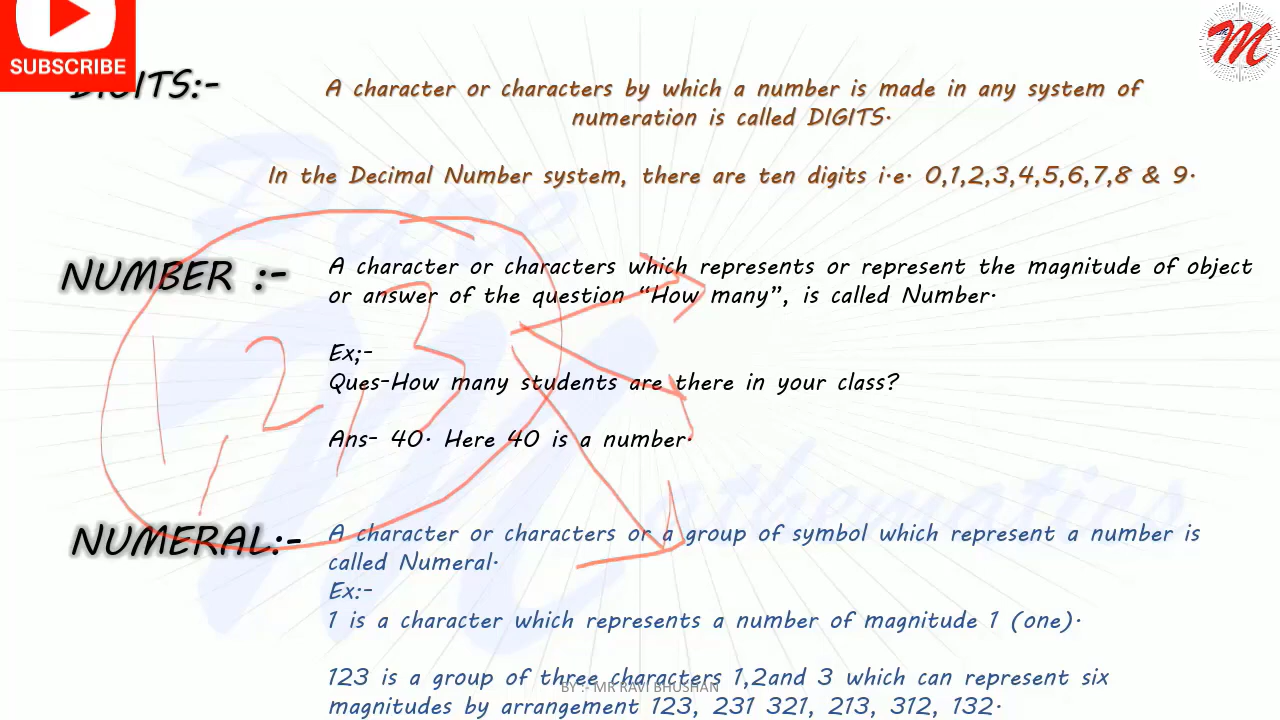 SUBSCRIBE
DIGITS:-
A character or characters by which a number is made in any system of
numeration is called DIGITS.
In the Decimal Number system, there are ten digits i.e. 0,1,2,3,4,5,6,7,8 & 9.
NUMBER :-
A character or characters which represents or represent the magnitude of object
or answer of the question “How many”, is called Number.
Ex;-
Ques-How many students are there in your class?
Ans- 40. Here 40 is a number.
1,2,3
NUMERAL:-
A character or characters or a group of symbol which represent a number is
called Numeral.
Ex:-
1 is a character which represents a number of magnitude 1 (one).
123 is a group of three characters 1,2and 3 which can represent six
magnitudes by arrangement 123, 231 321, 213, 312, 132.
BY :- MR RAVI BHUSHAN
M
Pure
Mathematics